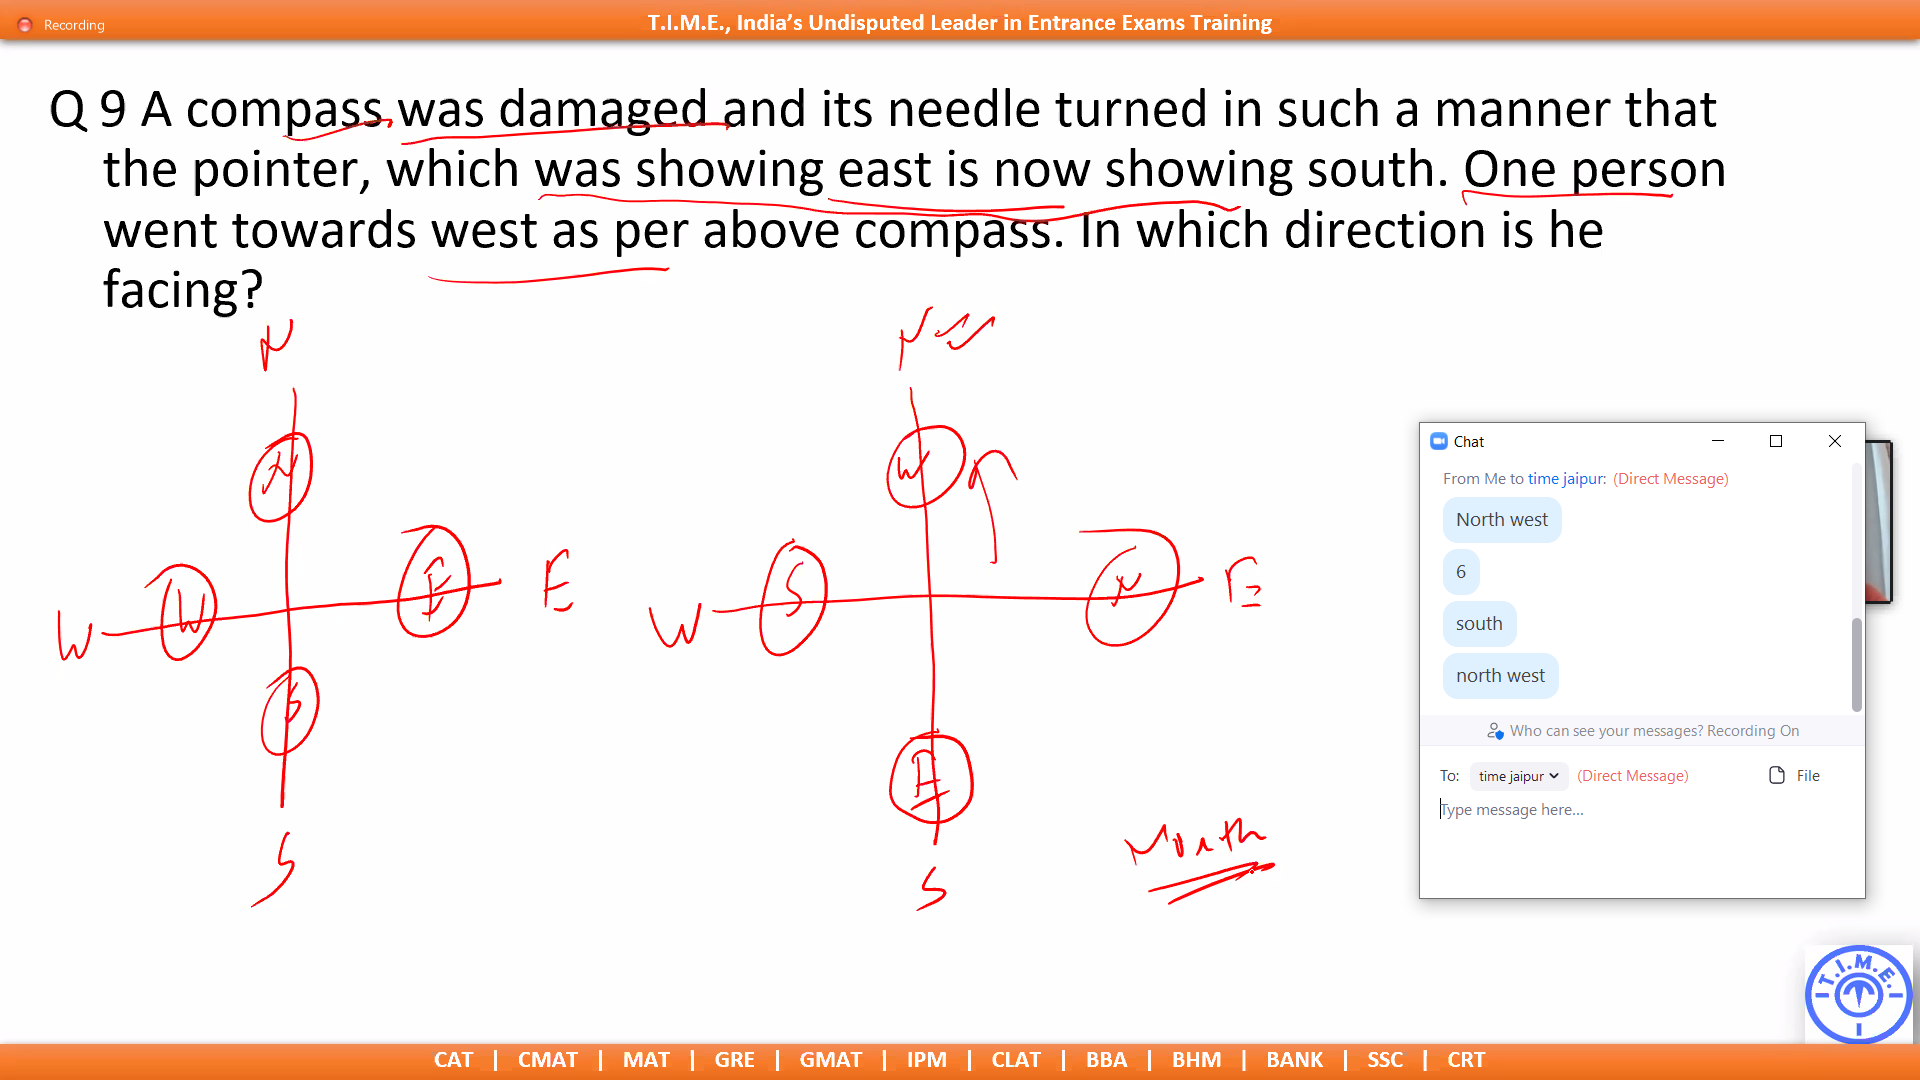 Recording
T.I.M.E., India’s Undisputed Leader in Entrance Exams Training
Q 9 A compass was damaged and its needle turned in such a manner that
the pointer, which was showing east is now showing south. One person
went towards west as per above compass. In which direction is he
facing?
N
N
W
W
E
E
S
S
N
W
W
S
N
E
E
S
North
Chat
From Me to time jaipur: (Direct Message)
North west
6
south
north west
Who can see your messages? Recording On
To: time jaipur (Direct Message) File
Type message here...
T.I.M.E.
CAT | CMAT | MAT | GRE | GMAT | IPM | CLAT | BBA | BHM | BANK | SSC | CRT